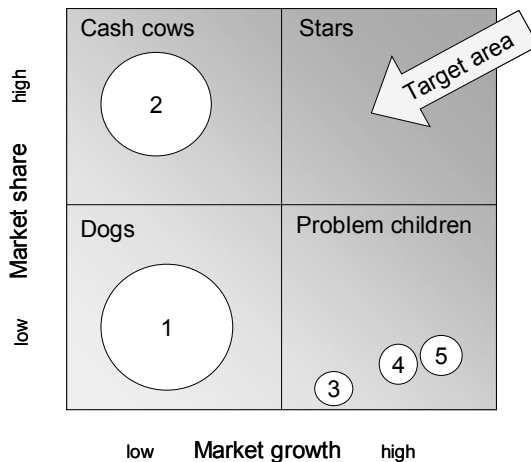 Cash cows
Stars
Target area
2
high
Market share
low
Dogs
Problem children
1
3
4
5
low
Market growth
high